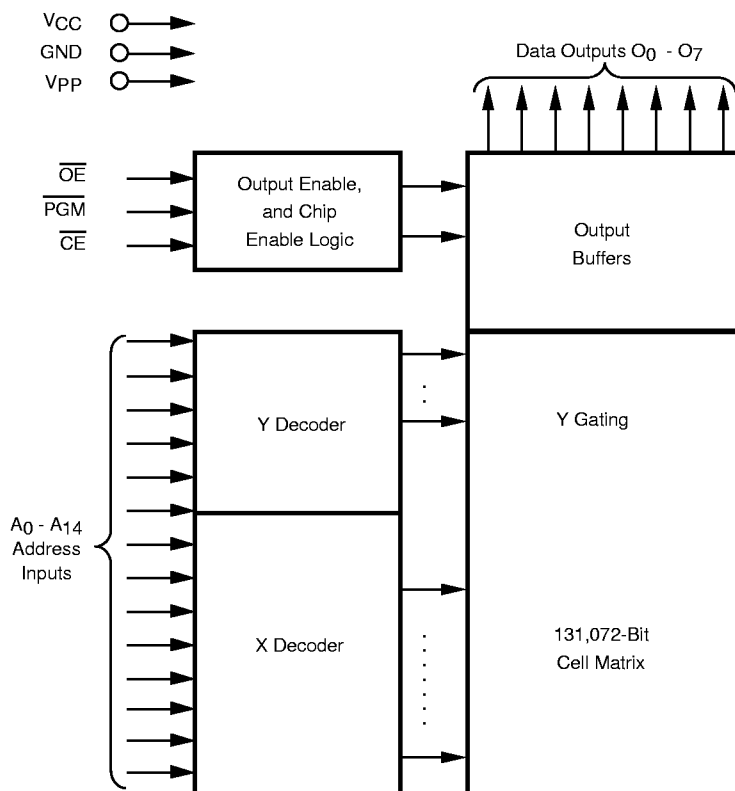 VCC
GND
VPP
Data Outputs O0 - O7
OE
PGM
CE
Output Enable,
and Chip
Enable Logic
Output
Buffers
Y Decoder
Y Gating
A0 - A14
Address
Inputs
X Decoder
131,072-Bit
Cell Matrix